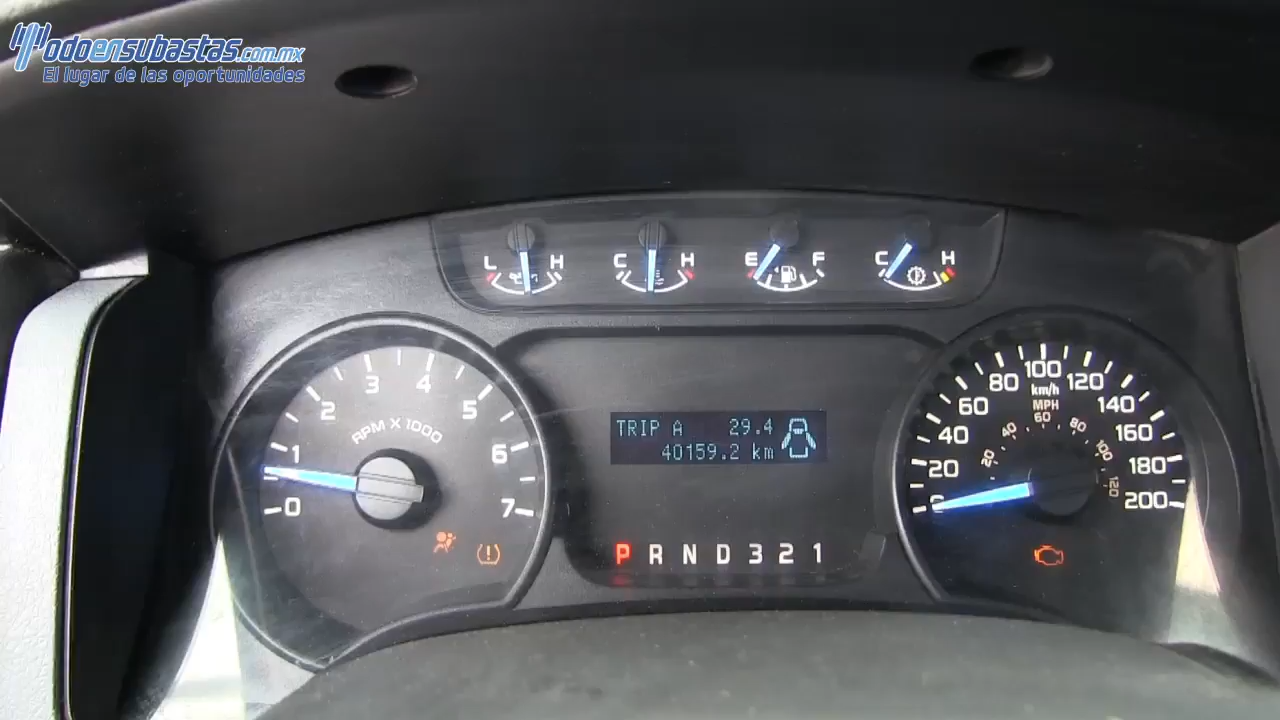 Todoensubastas.com.mx
El lugar de las oportunidades
L H C H E F C H
0 1 2 3 4 5 6 7
RPM X 1000
TRIP A 29.4
40159.2 km
P R N D 3 2 1
0 20 40 60 80 100 120 140 160 180 200
km/h
MPH
20 40 60 80 100 120